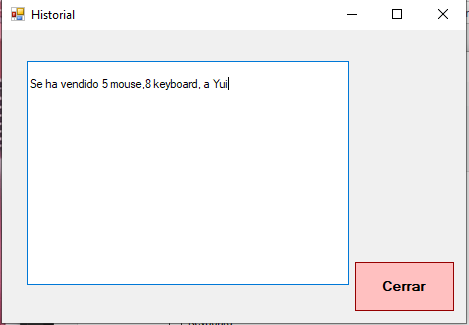 Historial
Se ha vendido 5 mouse,8 keyboard, a Yui
Cerrar